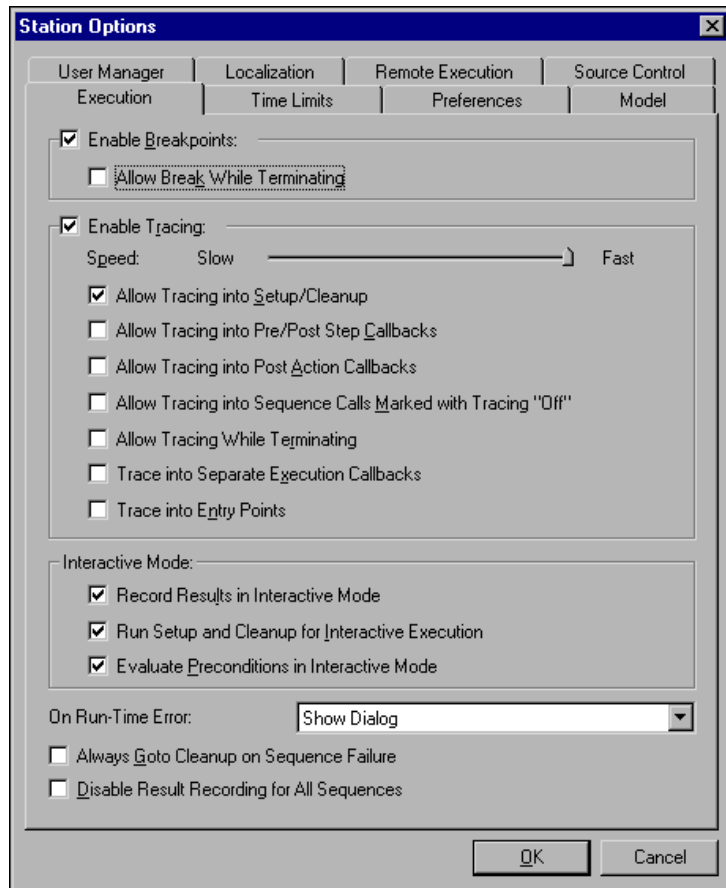 Station Options
User Manager Localization Remote Execution Source Control
Execution Time Limits Preferences Model
Enable Breakpoints:
Allow Break While Terminating
Enable Tracing:
Speed: Slow Fast
Allow Tracing into Setup/Cleanup
Allow Tracing into Pre/Post Step Callbacks
Allow Tracing into Post Action Callbacks
Allow Tracing into Sequence Calls Marked with Tracing "Off"
Allow Tracing While Terminating
Trace into Separate Execution Callbacks
Trace into Entry Points
Interactive Mode:
Record Results in Interactive Mode
Run Setup and Cleanup for Interactive Execution
Evaluate Preconditions in Interactive Mode
On Run-Time Error: Show Dialog
Always Goto Cleanup on Sequence Failure
Disable Result Recording for All Sequences
OK Cancel